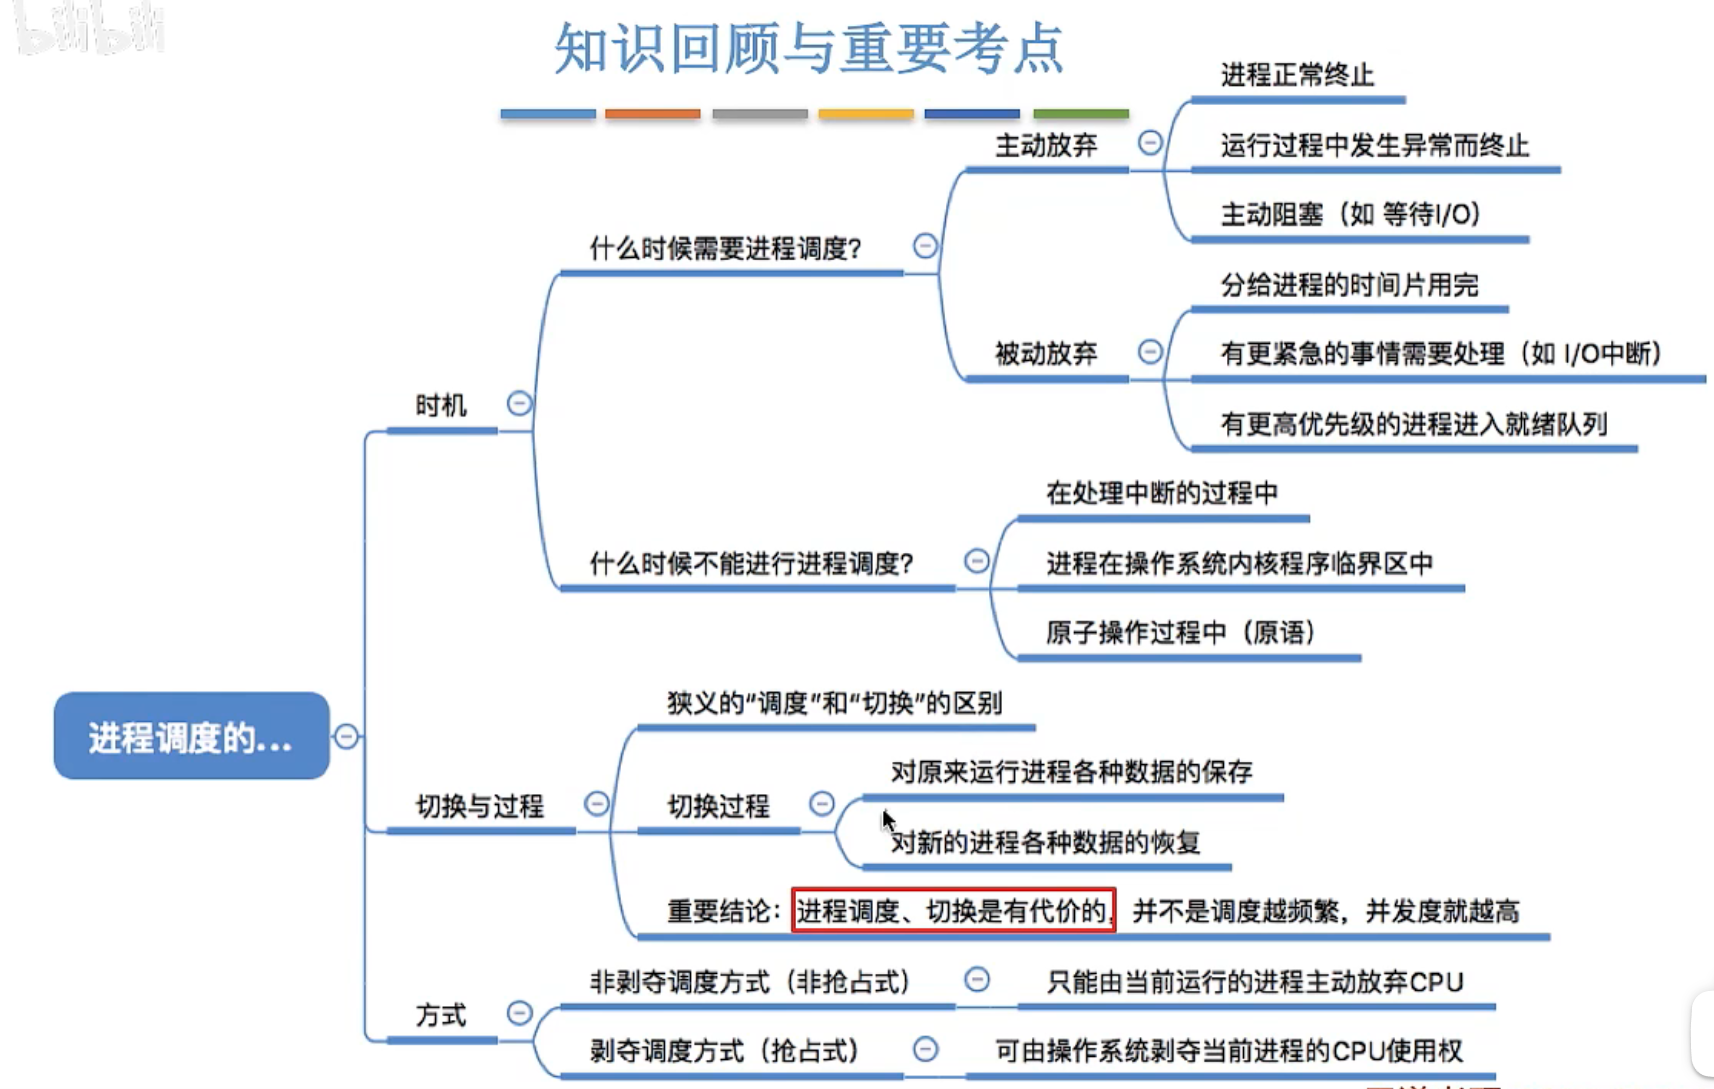 bilibili
知识回顾与重要考点
进程调度的...
时机
什么时候需要进程调度？
主动放弃
进程正常终止
运行过程中发生异常而终止
主动阻塞（如 等待I/O）
被动放弃
分给进程的时间片用完
有更紧急的事情需要处理（如 I/O中断）
有更高优先级的进程进入就绪队列
什么时候不能进行进程调度？
在处理中断的过程中
进程在操作系统内核程序临界区中
原子操作过程中（原语）
切换与过程
狭义的“调度”和“切换”的区别
切换过程
对原来运行进程各种数据的保存
对新的进程各种数据的恢复
重要结论：进程调度、切换是有代价的，并不是调度越频繁，并发度就越高
方式
非剥夺调度方式（非抢占式）
只能由当前运行的进程主动放弃CPU
剥夺调度方式（抢占式）
可由操作系统剥夺当前进程的CPU使用权